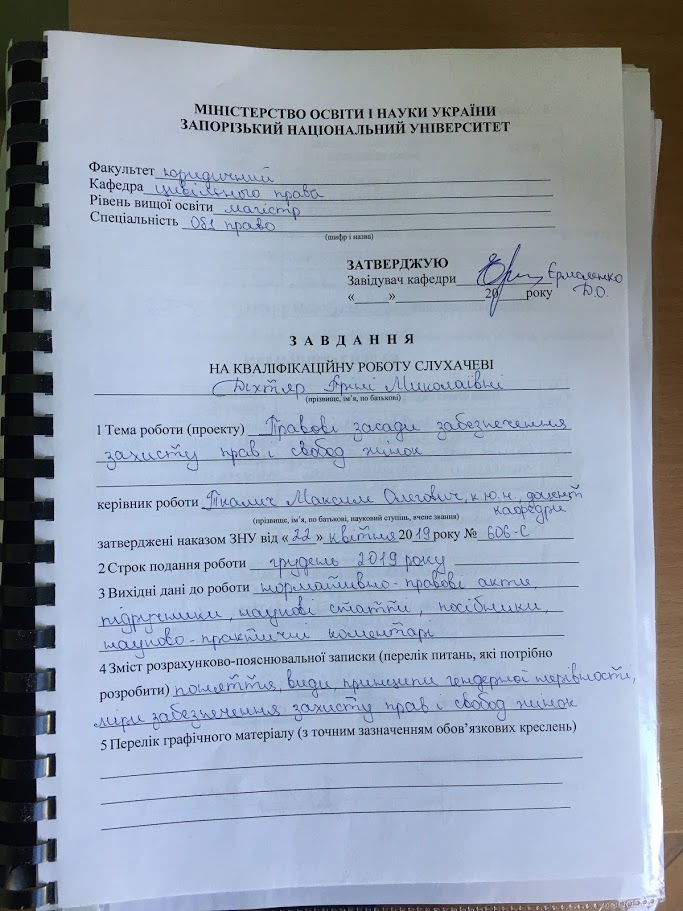 МІНІСТЕРСТВО ОСВІТИ І НАУКИ УКРАЇНИ
ЗАПОРІЗЬКИЙ НАЦІОНАЛЬНИЙ УНІВЕРСИТЕТ
Факультет юридичний
Кафедра цивільного права
Рівень вищої освіти магістр
Спеціальність 081 право
(шифр і назва)
ЗАТВЕРДЖУЮ
Завідувач кафедри Єрмоленко
« » 20 року Д.О.
З А В Д А Н Н Я
НА КВАЛІФІКАЦІЙНУ РОБОТУ СЛУХАЧЕВІ
Дихтяр Ірині Миколаївні
(прізвище, ім’я, по батькові)
1 Тема роботи (проекту) Правові засади забезпечення
захисту прав і свобод жінок
керівник роботи Ткалич Максим Олегович, к.ю.н., доцент
кафедри
(прізвище, ім’я, по батькові, науковий ступінь, вчене звання)
затверджені наказом ЗНУ від « 22 » квітня 2019 року № 606-С
2 Строк подання роботи грудень 2019 року
3 Вихідні дані до роботи нормативно-правові акти,
підручники, наукові статті, посібники,
науково-практичні коментарі
4 Зміст розрахунково-пояснювальної записки (перелік питань, які потрібно
розробити) поняття, види, принципи гендерної нерівності,
міри забезпечення захисту прав і свобод жінок
5 Перелік графічного матеріалу (з точним зазначенням обов’язкових креслень)